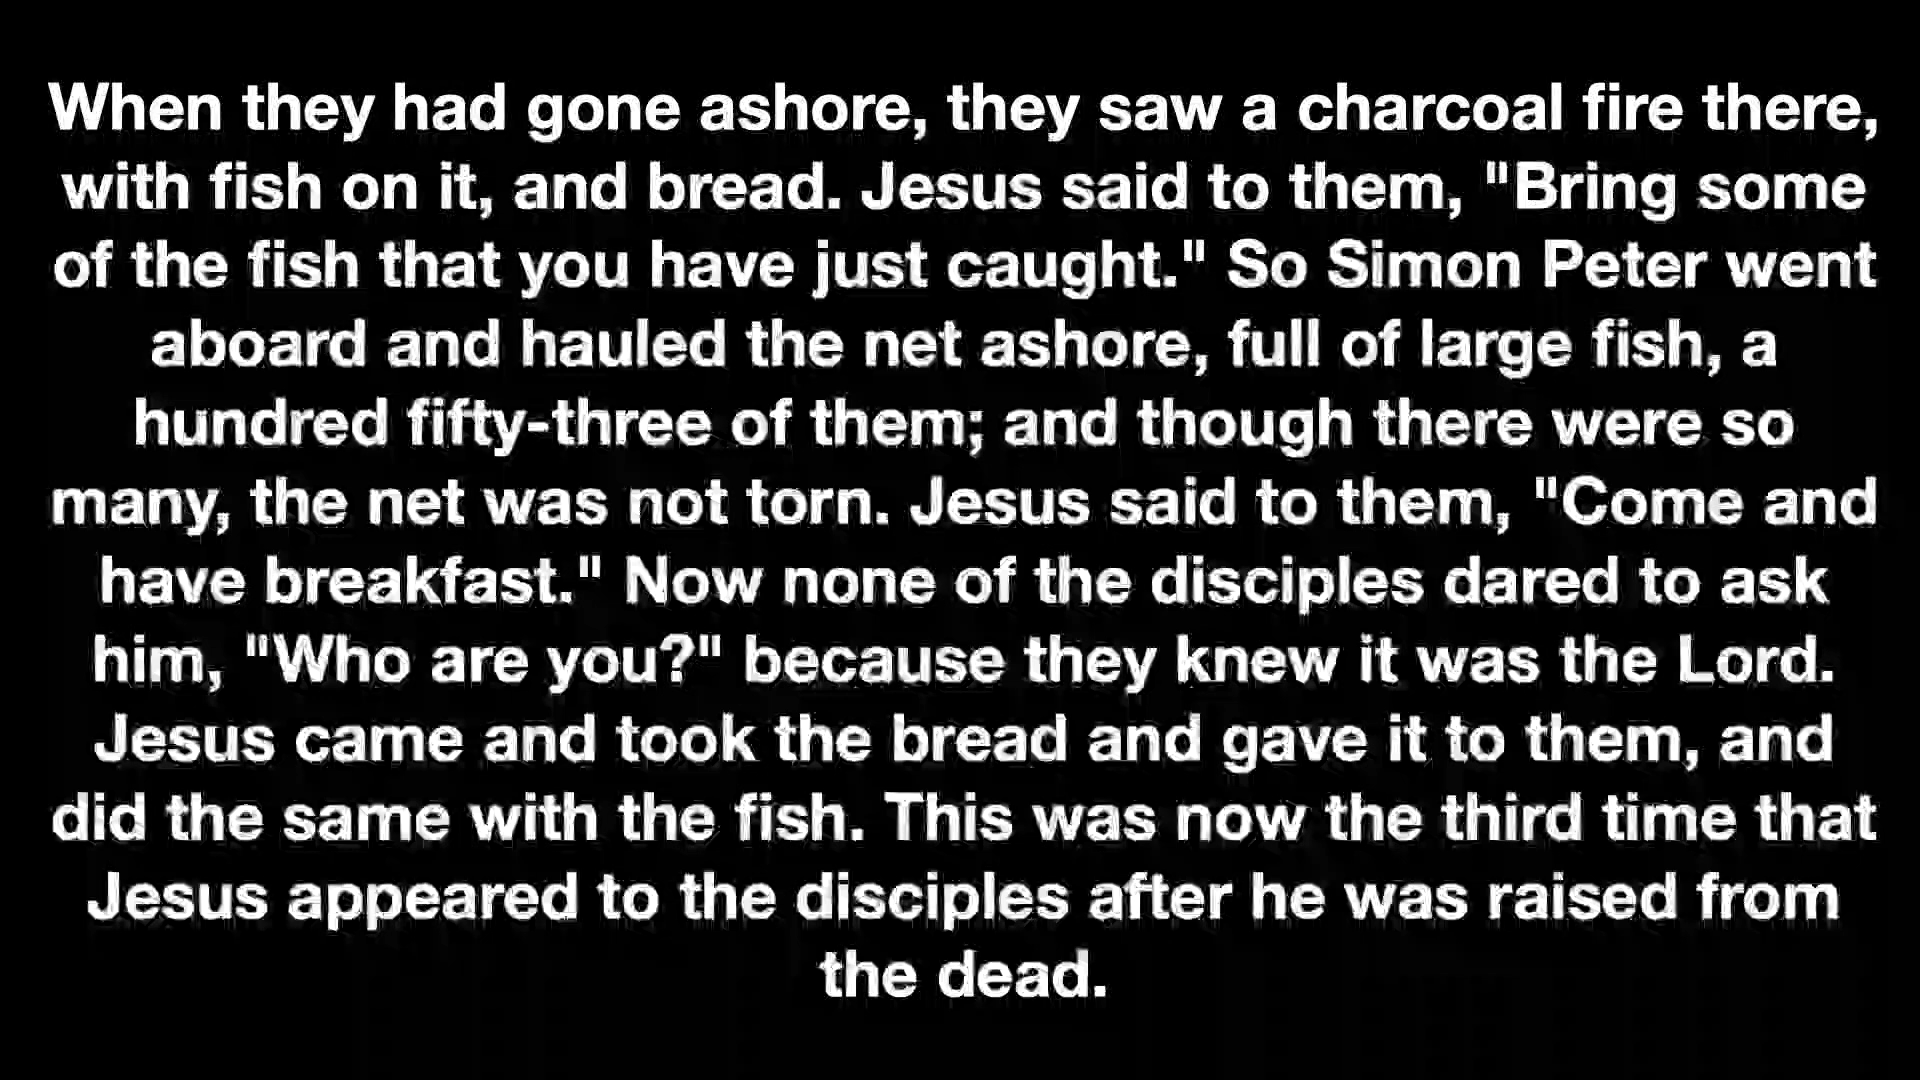 When they had gone ashore, they saw a charcoal fire there,
with fish on it, and bread. Jesus said to them, "Bring some
of the fish that you have just caught." So Simon Peter went
aboard and hauled the net ashore, full of large fish, a
hundred fifty-three of them; and though there were so
many, the net was not torn. Jesus said to them, "Come and
have breakfast." Now none of the disciples dared to ask
him, "Who are you?" because they knew it was the Lord.
Jesus came and took the bread and gave it to them, and
did the same with the fish. This was now the third time that
Jesus appeared to the disciples after he was raised from
the dead.